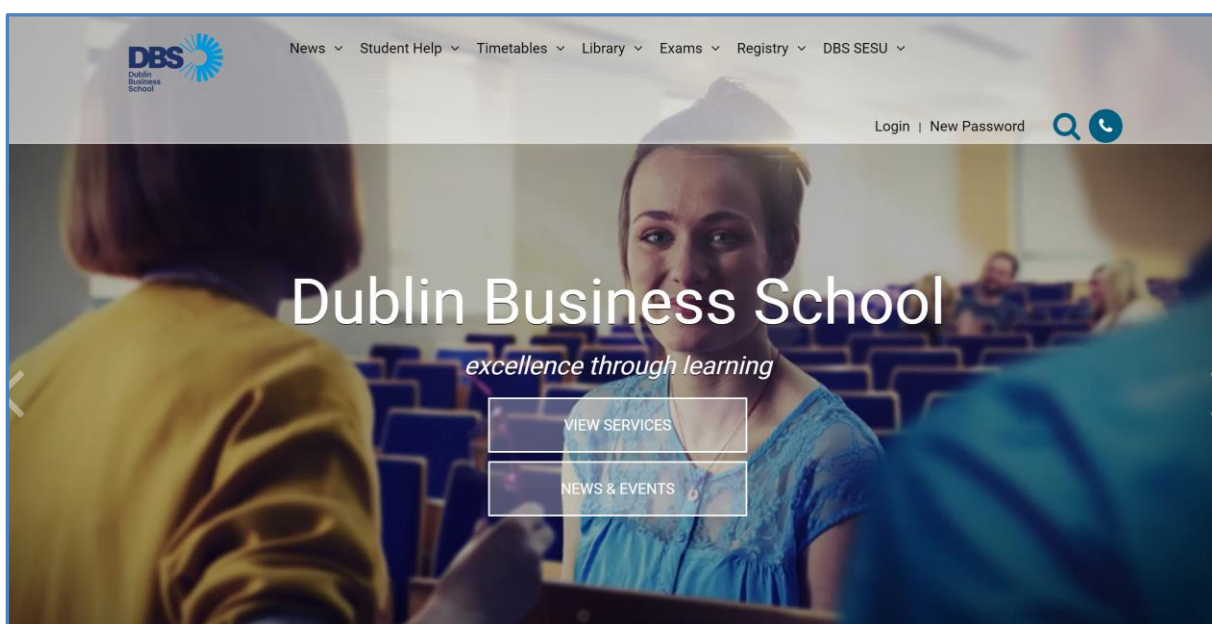 DBS
Dublin
Business
School
News Student Help Timetables Library Exams Registry DBS SESU
Login | New Password
Dublin Business School
excellence through learning
VIEW SERVICES
NEWS & EVENTS